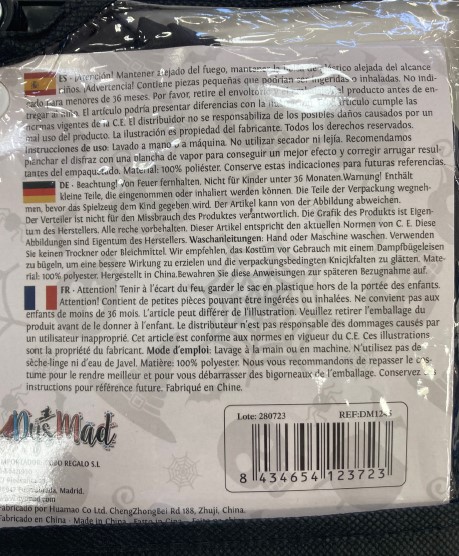 ES - ¡Atención! Mantener alejado del fuego, mantener la bolsa de plástico alejada del alcance
niños. ¡Advertencia! Contiene piezas pequeñas que podrían ser ingeridas o inhaladas. No indi-
cado para menores de 36 meses. Por favor, retire el envoltorio del producto antes de en-
tregar al niño. El artículo podría presentar diferencias con la artículo cumple las
normas vigentes de la C.E. El distribuidor no se responsabiliza de los posibles daños causados por un
mal uso del producto. La ilustración es propiedad del fabricante. Todos los derechos reservados.
Instrucciones de uso: Lavado a mano o a máquina. No utilizar secador ni lejía. Recomendamos
planchar el disfraz con una plancha de vapor para conseguir un mejor efecto y corregir arrugas resul
tantes del empaquetado. Material: 100% poliéster. Conserve estas indicaciones para futuras referencias.
DE - Beachtung! Von Feuer fernhalten. Nicht für Kinder unter 36 Monaten.Warnung! Enthält
kleine Teile, die eingenommen oder inhaliert werden können. Die Teile der Verpackung wegneh-
men, bevor das Spielzeug dem Kind gegeben wird. Der Artikel kann von der Abbildung abweichen.
Der Verteiler ist nicht für den Missbrauch des Produktes verantwortlich. Die Grafik des Produktes ist Eigen-
tum des Herstellers. Alle reche vorbehalten. Dieser Artikel entspricht den aktuellen Normen von C. E. Diese
Abbildungen sind Eigentum des Herstellers. Waschanleitungen: Hand oder Maschine waschen. Verwenden
Sie keinen Trockner oder Bleichmittel. Wir empfehlen, das Kostüm vor Gebrauch mit einem Dampfbügeleisen
zu bügeln, um eine bessere Wirkung zu erzielen und die verpackungsbedingten Knicjkfalten zu glätten. Mate-
rial: 100% polyester. Hergestellt in China.Bewahren Sie diese Anweisungen zur späteren Bezugnahme auf.
FR - Attention! Tenir à l'écart du feu, garder le sac en plastique hors de la portée des enfants.
Attention! Contient de petites pièces pouvant être ingérées ou inhalées. Ne convient pas aux
enfants de moins de 36 mois. L'article peut différer de l'illustration. Veuillez retirer l'emballage du
produit avant de le donner à l'enfant. Le distributeur n'est pas responsable des dommages causés par
un utilisateur inapproprié. Cet article est conforme aux normes en vigueur du C.E. Ces illustrations
sont la propriété du fabricant. Mode d'emploi: Lavage à la main ou en machine. N'utilisez pas de
sèche-linge ni d'eau de Javel. Matière: 100% polyester. Nous vous recommandons de repasser le cos-
tume pour le rendre meilleur et pour vous débarrasser des bigorneaux de l'emballage. Conservez
instructions pour référence future. Fabriqué en Chine.
Lote: 280723 REF:DM124-S
Mad
REGALO S.L
Madrid.
Fabricado por Huamao Co Ltd. ChengZhongBei Rd 188, Zhuji, China.
Fabricado en China - Made in China
8 434654 123723